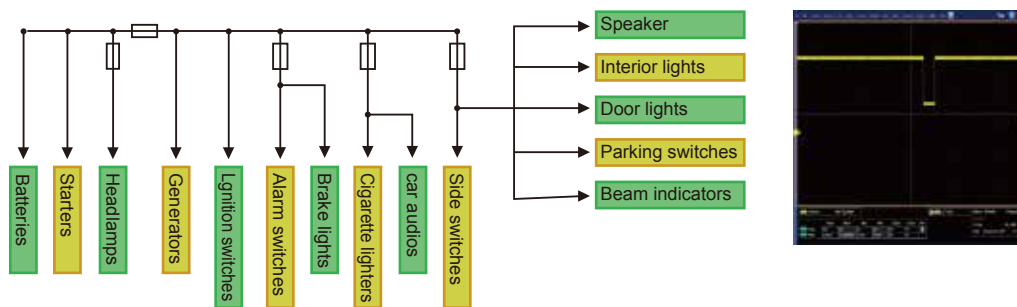 Speaker
Interior lights
Door lights
Parking switches
Beam indicators
Batteries
Starters
Headlamps
Generators
Lgnition switches
Alarm switches
Brake lights
Cigarette lighters
car audios
Side switches